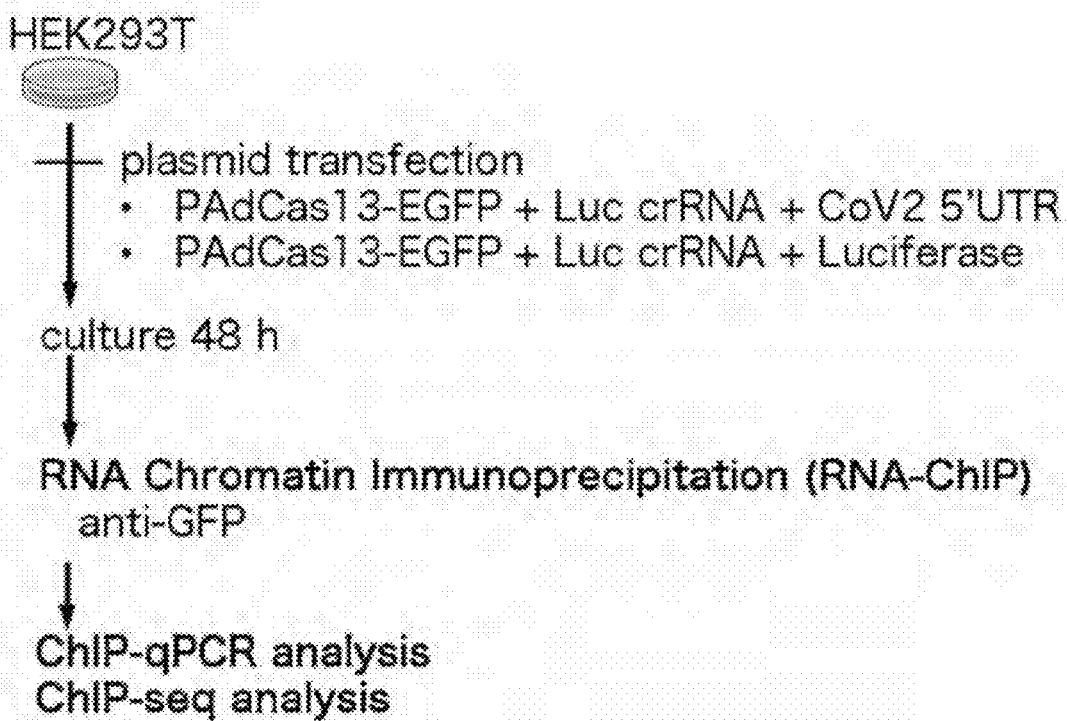 HEK293T
plasmid transfection
• PAdCas13-EGFP + Luc crRNA + CoV2 5'UTR
• PAdCas13-EGFP + Luc crRNA + Luciferase
culture 48 h
RNA Chromatin Immunoprecipitation (RNA-ChIP)
anti-GFP
ChIP-qPCR analysis
ChIP-seq analysis